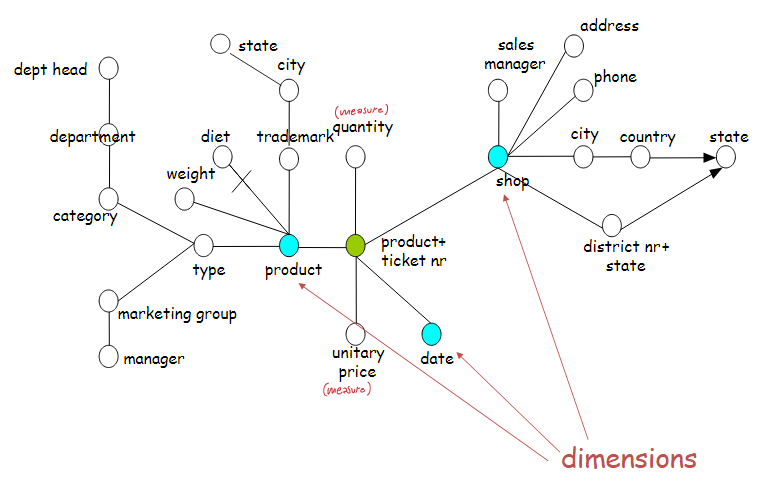 address
state
sales
manager
city
dept head
phone
(measure)
quantity
department
diet
trademark
city
country
state
weight
shop
category
product+
ticket nr
district nr+
state
type
product
marketing group
unitary
price
date
manager
(measure)
dimensions